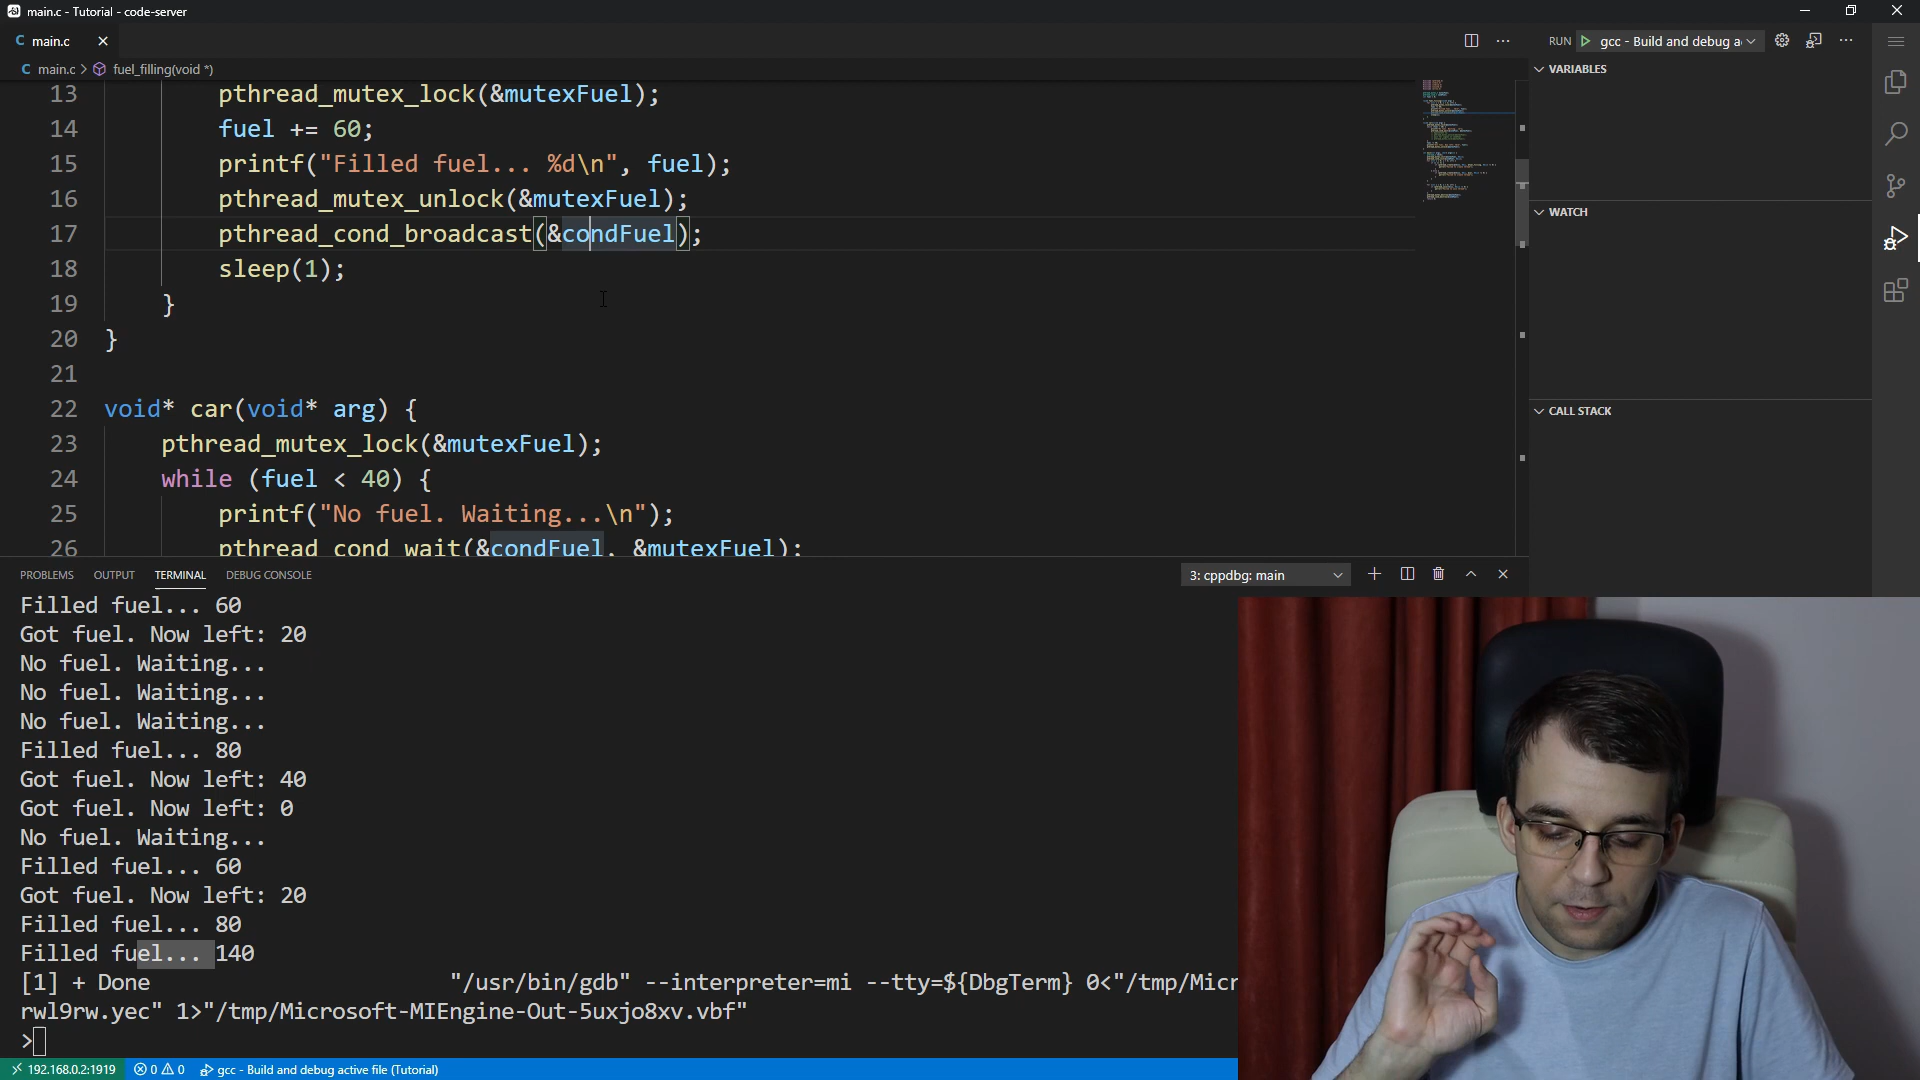 main.c - Tutorial - code-server
C main.c
RUN gcc - Build and debug a
C main.c > fuel_filling(void *)
VARIABLES
13 pthread_mutex_lock(&mutexFuel);
14 fuel += 60;
15 printf("Filled fuel... %d\n", fuel);
16 pthread_mutex_unlock(&mutexFuel);
17 pthread_cond_broadcast(&condFuel);
18 sleep(1);
19 }
20 }
21
22 void* car(void* arg) {
23 pthread_mutex_lock(&mutexFuel);
24 while (fuel < 40) {
25 printf("No fuel. Waiting...\n");
26 pthread_cond_wait(&condFuel, &mutexFuel);
WATCH
CALL STACK
PROBLEMS OUTPUT TERMINAL DEBUG CONSOLE
3: cppdbg: main
Filled fuel... 60
Got fuel. Now left: 20
No fuel. Waiting...
No fuel. Waiting...
No fuel. Waiting...
Filled fuel... 80
Got fuel. Now left: 40
Got fuel. Now left: 0
No fuel. Waiting...
Filled fuel... 60
Got fuel. Now left: 20
Filled fuel... 80
Filled fuel... 140
[1] + Done "/usr/bin/gdb" --interpreter=mi --tty=${DbgTerm} 0<"/tmp/Micr
rwl9rw.yec" 1>"/tmp/Microsoft-MIEngine-Out-5uxjo8xv.vbf"
>
192.168.0.2:1919 0 0 gcc - Build and debug active file (Tutorial)